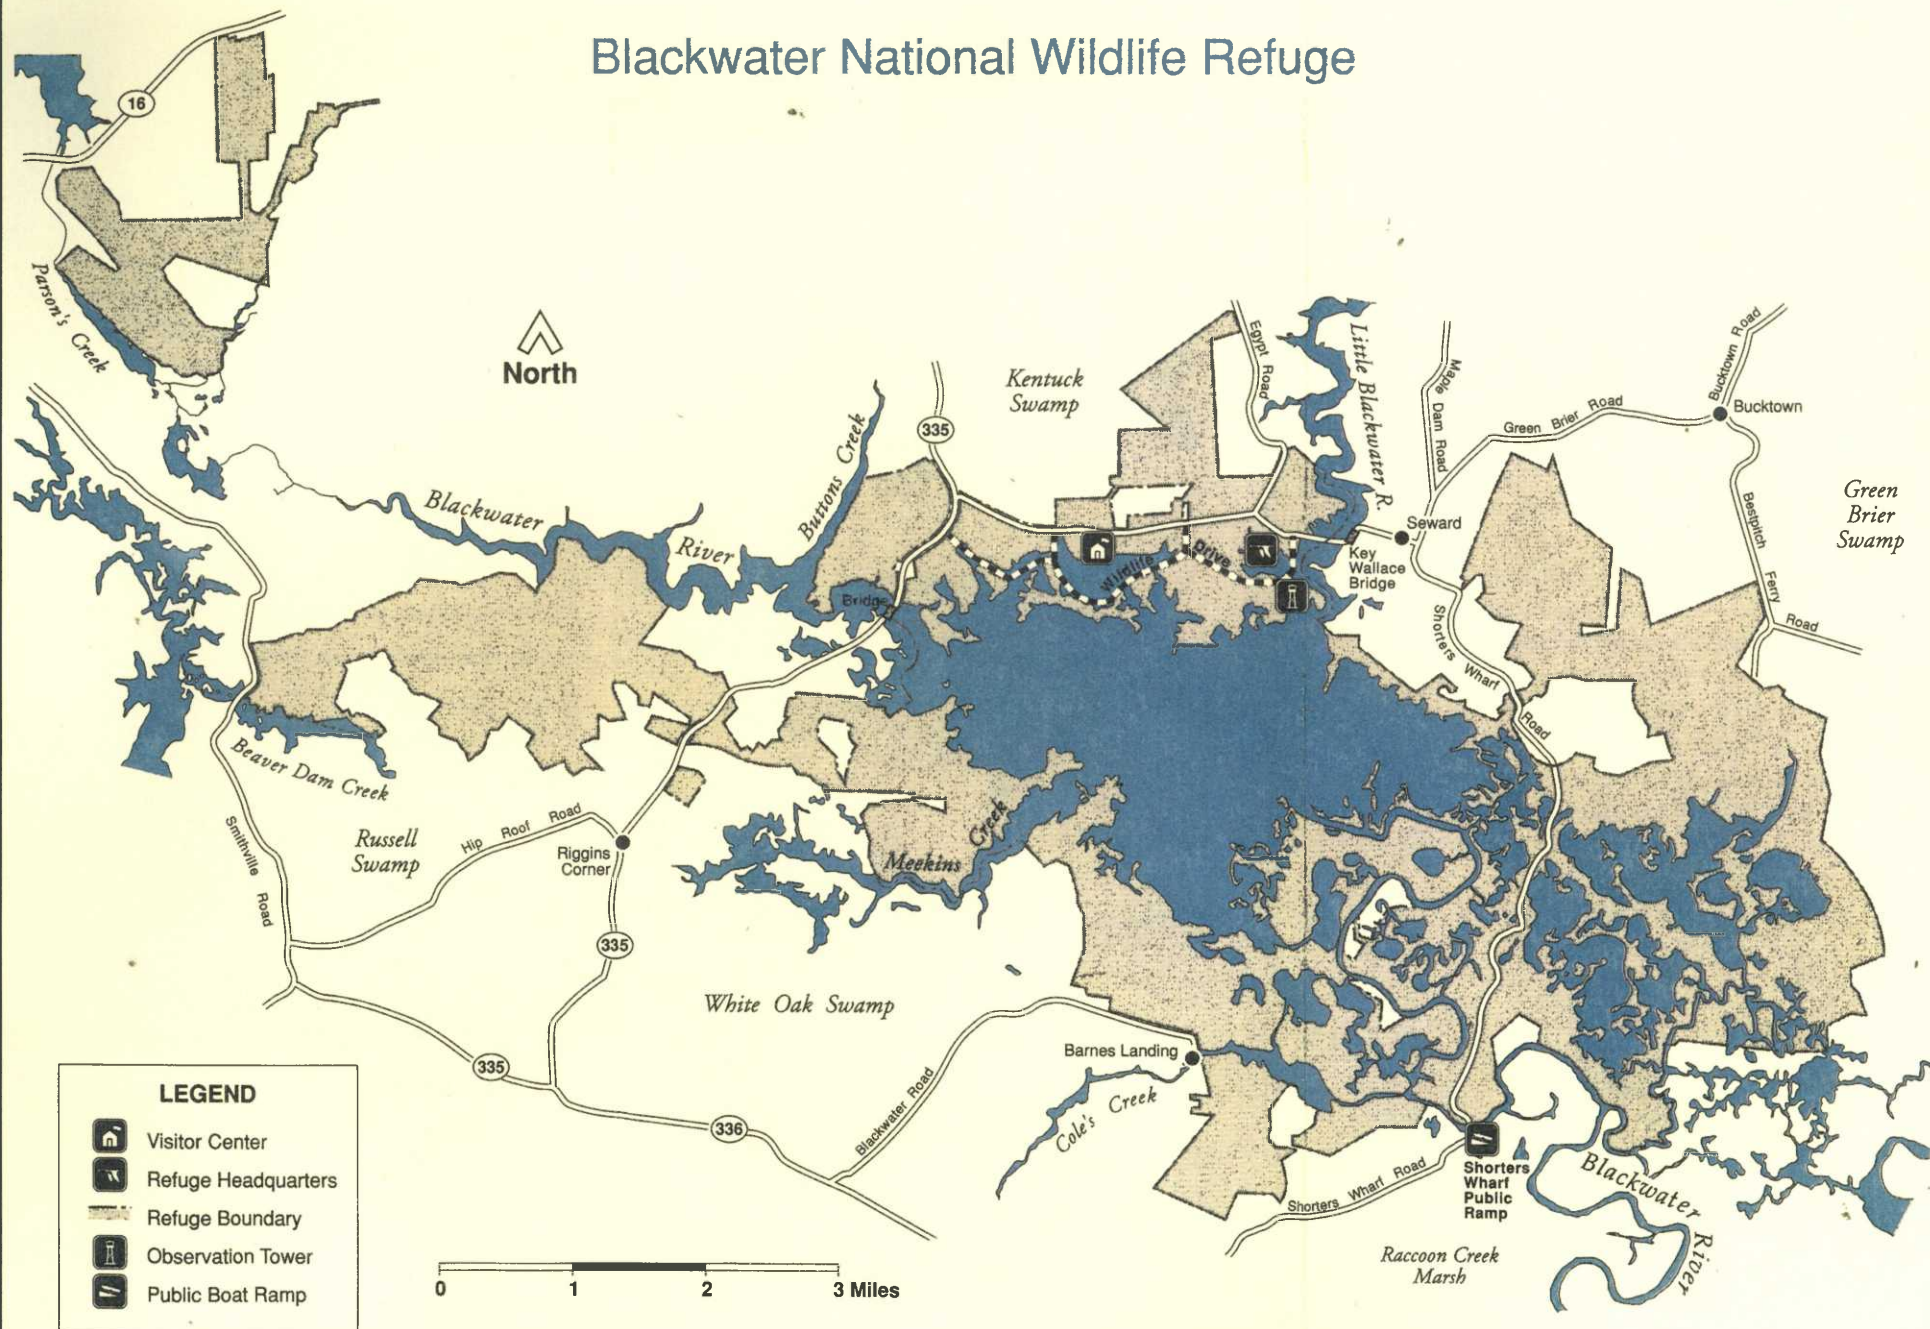 Blackwater National Wildlife Refuge
16
Parson's Creek
North
Kentuck
Swamp
Egypt Road
Little Blackwater R.
Maple Dam Road
Green Brier Road
Bucktown Road
Bucktown
Green
Brier
Swamp
Bestpitch Ferry Road
335
Buttons Creek
Blackwater River
Seward
Key
Wallace
Bridge
Wildlife Drive
Bridge
Shorters Wharf Road
Beaver Dam Creek
Smithville Road
Russell
Swamp
Hip Roof Road
Riggins
Corner
Meekins Creek
335
White Oak Swamp
335
336
Blackwater Road
Barnes Landing
Cole's Creek
Shorters Wharf Road
Shorters
Wharf
Public
Ramp
Blackwater River
Raccoon Creek
Marsh
LEGEND
Visitor Center
Refuge Headquarters
Refuge Boundary
Observation Tower
Public Boat Ramp
0 1 2 3 Miles